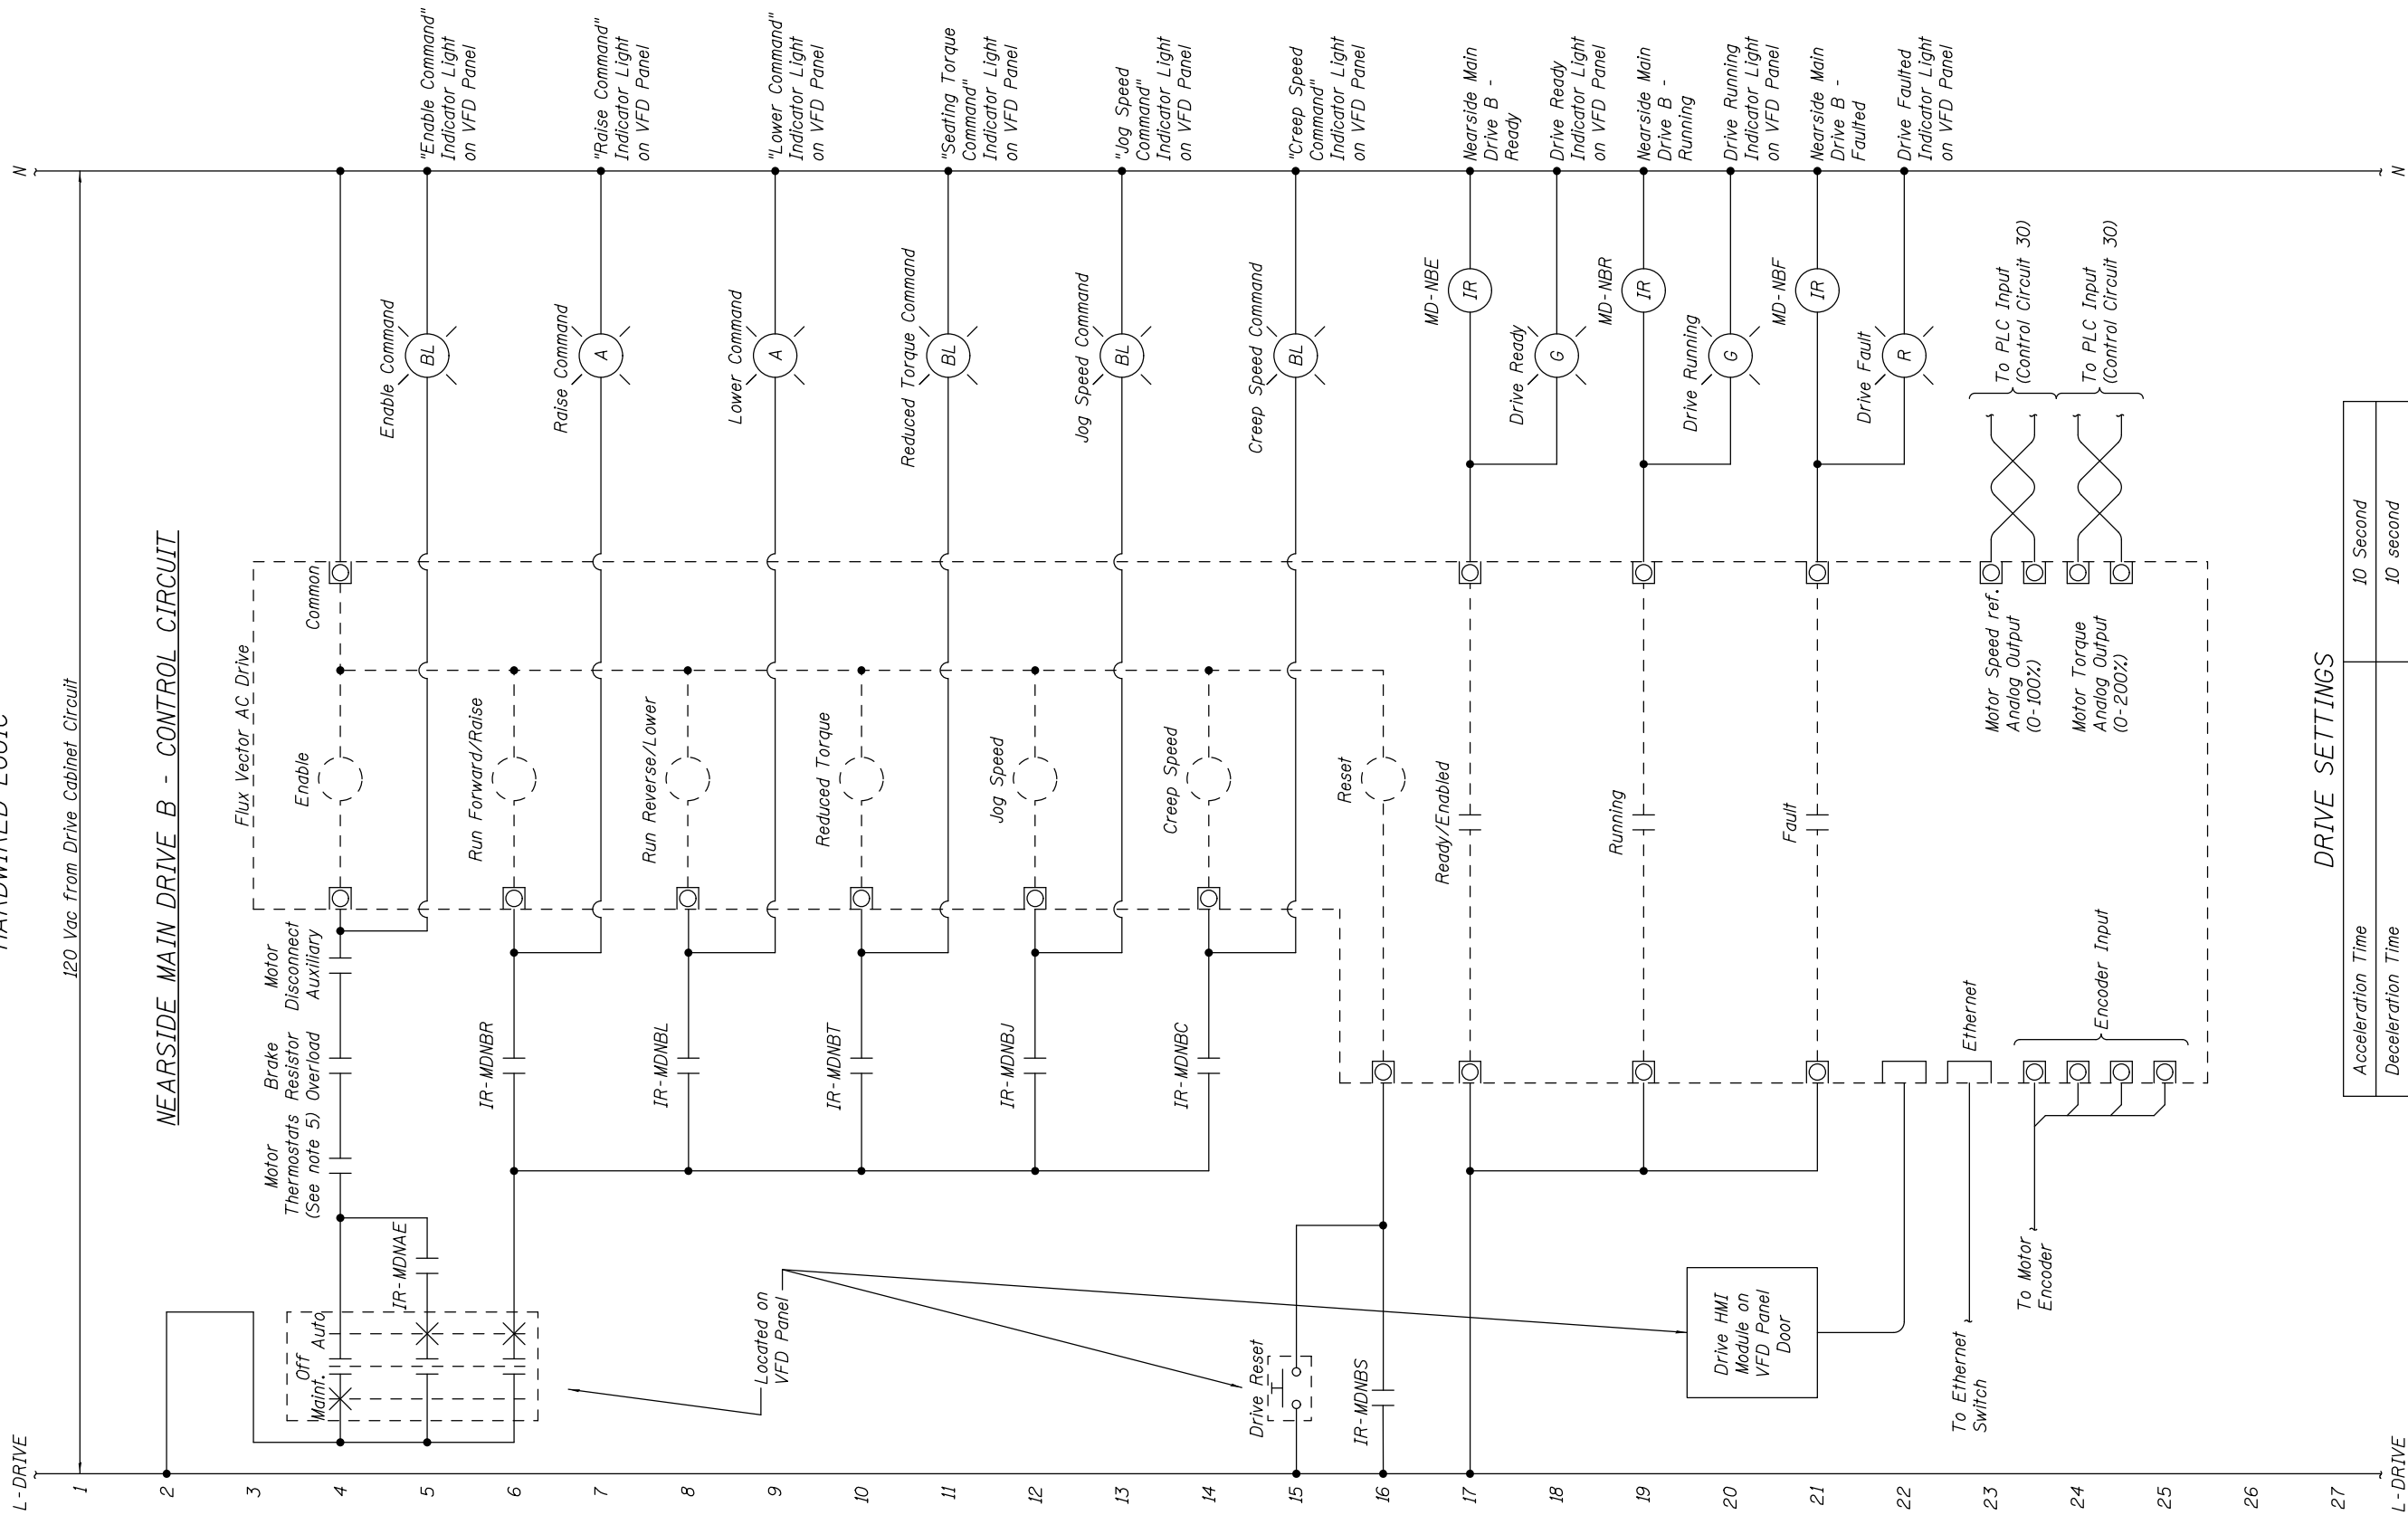 HARDWIRED LOGIC
L-DRIVE
N
1
120 Vac from Drive Cabinet Circuit
2
NEARSIDE MAIN DRIVE B - CONTROL CIRCUIT
3
Flux Vector AC Drive
4
Maint.
Off
Auto
Motor
Thermostats
(See note 5)
Brake
Resistor
Overload
Motor
Disconnect
Auxiliary
Enable
Common
5
IR-MDNAE
Enable Command
BL
"Enable Command"
Indicator Light
on VFD Panel
6
IR-MDNBR
Run Forward/Raise
7
Raise Command
A
"Raise Command"
Indicator Light
on VFD Panel
8
IR-MDNBL
Run Reverse/Lower
9
Located on
VFD Panel
Lower Command
A
"Lower Command"
Indicator Light
on VFD Panel
10
IR-MDNBT
Reduced Torque
11
Reduced Torque Command
BL
"Seating Torque
Command"
Indicator Light
on VFD Panel
12
IR-MDNBJ
Jog Speed
13
Jog Speed Command
BL
"Jog Speed
Command"
Indicator Light
on VFD Panel
14
IR-MDNBC
Creep Speed
15
Drive Reset
Creep Speed Command
BL
"Creep Speed
Command"
Indicator Light
on VFD Panel
16
IR-MDNBS
Reset
17
Ready/Enabled
MD-NBE
IR
Nearside Main
Drive B -
Ready
18
Drive Ready
G
Drive Ready
Indicator Light
on VFD Panel
19
Running
MD-NBR
IR
Nearside Main
Drive B -
Running
20
Drive HMI
Module on
VFD Panel
Door
Drive Running
G
Drive Running
Indicator Light
on VFD Panel
21
Fault
MD-NBF
IR
Nearside Main
Drive B -
Faulted
22
Drive Fault
R
Drive Faulted
Indicator Light
on VFD Panel
23
To Ethernet
Switch
Ethernet
Motor Speed ref.
Analog Output
(0-100%)
To PLC Input
(Control Circuit 30)
24
To Motor
Encoder
Encoder Input
Motor Torque
Analog Output
(0-200%)
To PLC Input
(Control Circuit 30)
25
26
27
DRIVE SETTINGS
Acceleration Time
10 Second
Deceleration Time
10 second
L-DRIVE
N